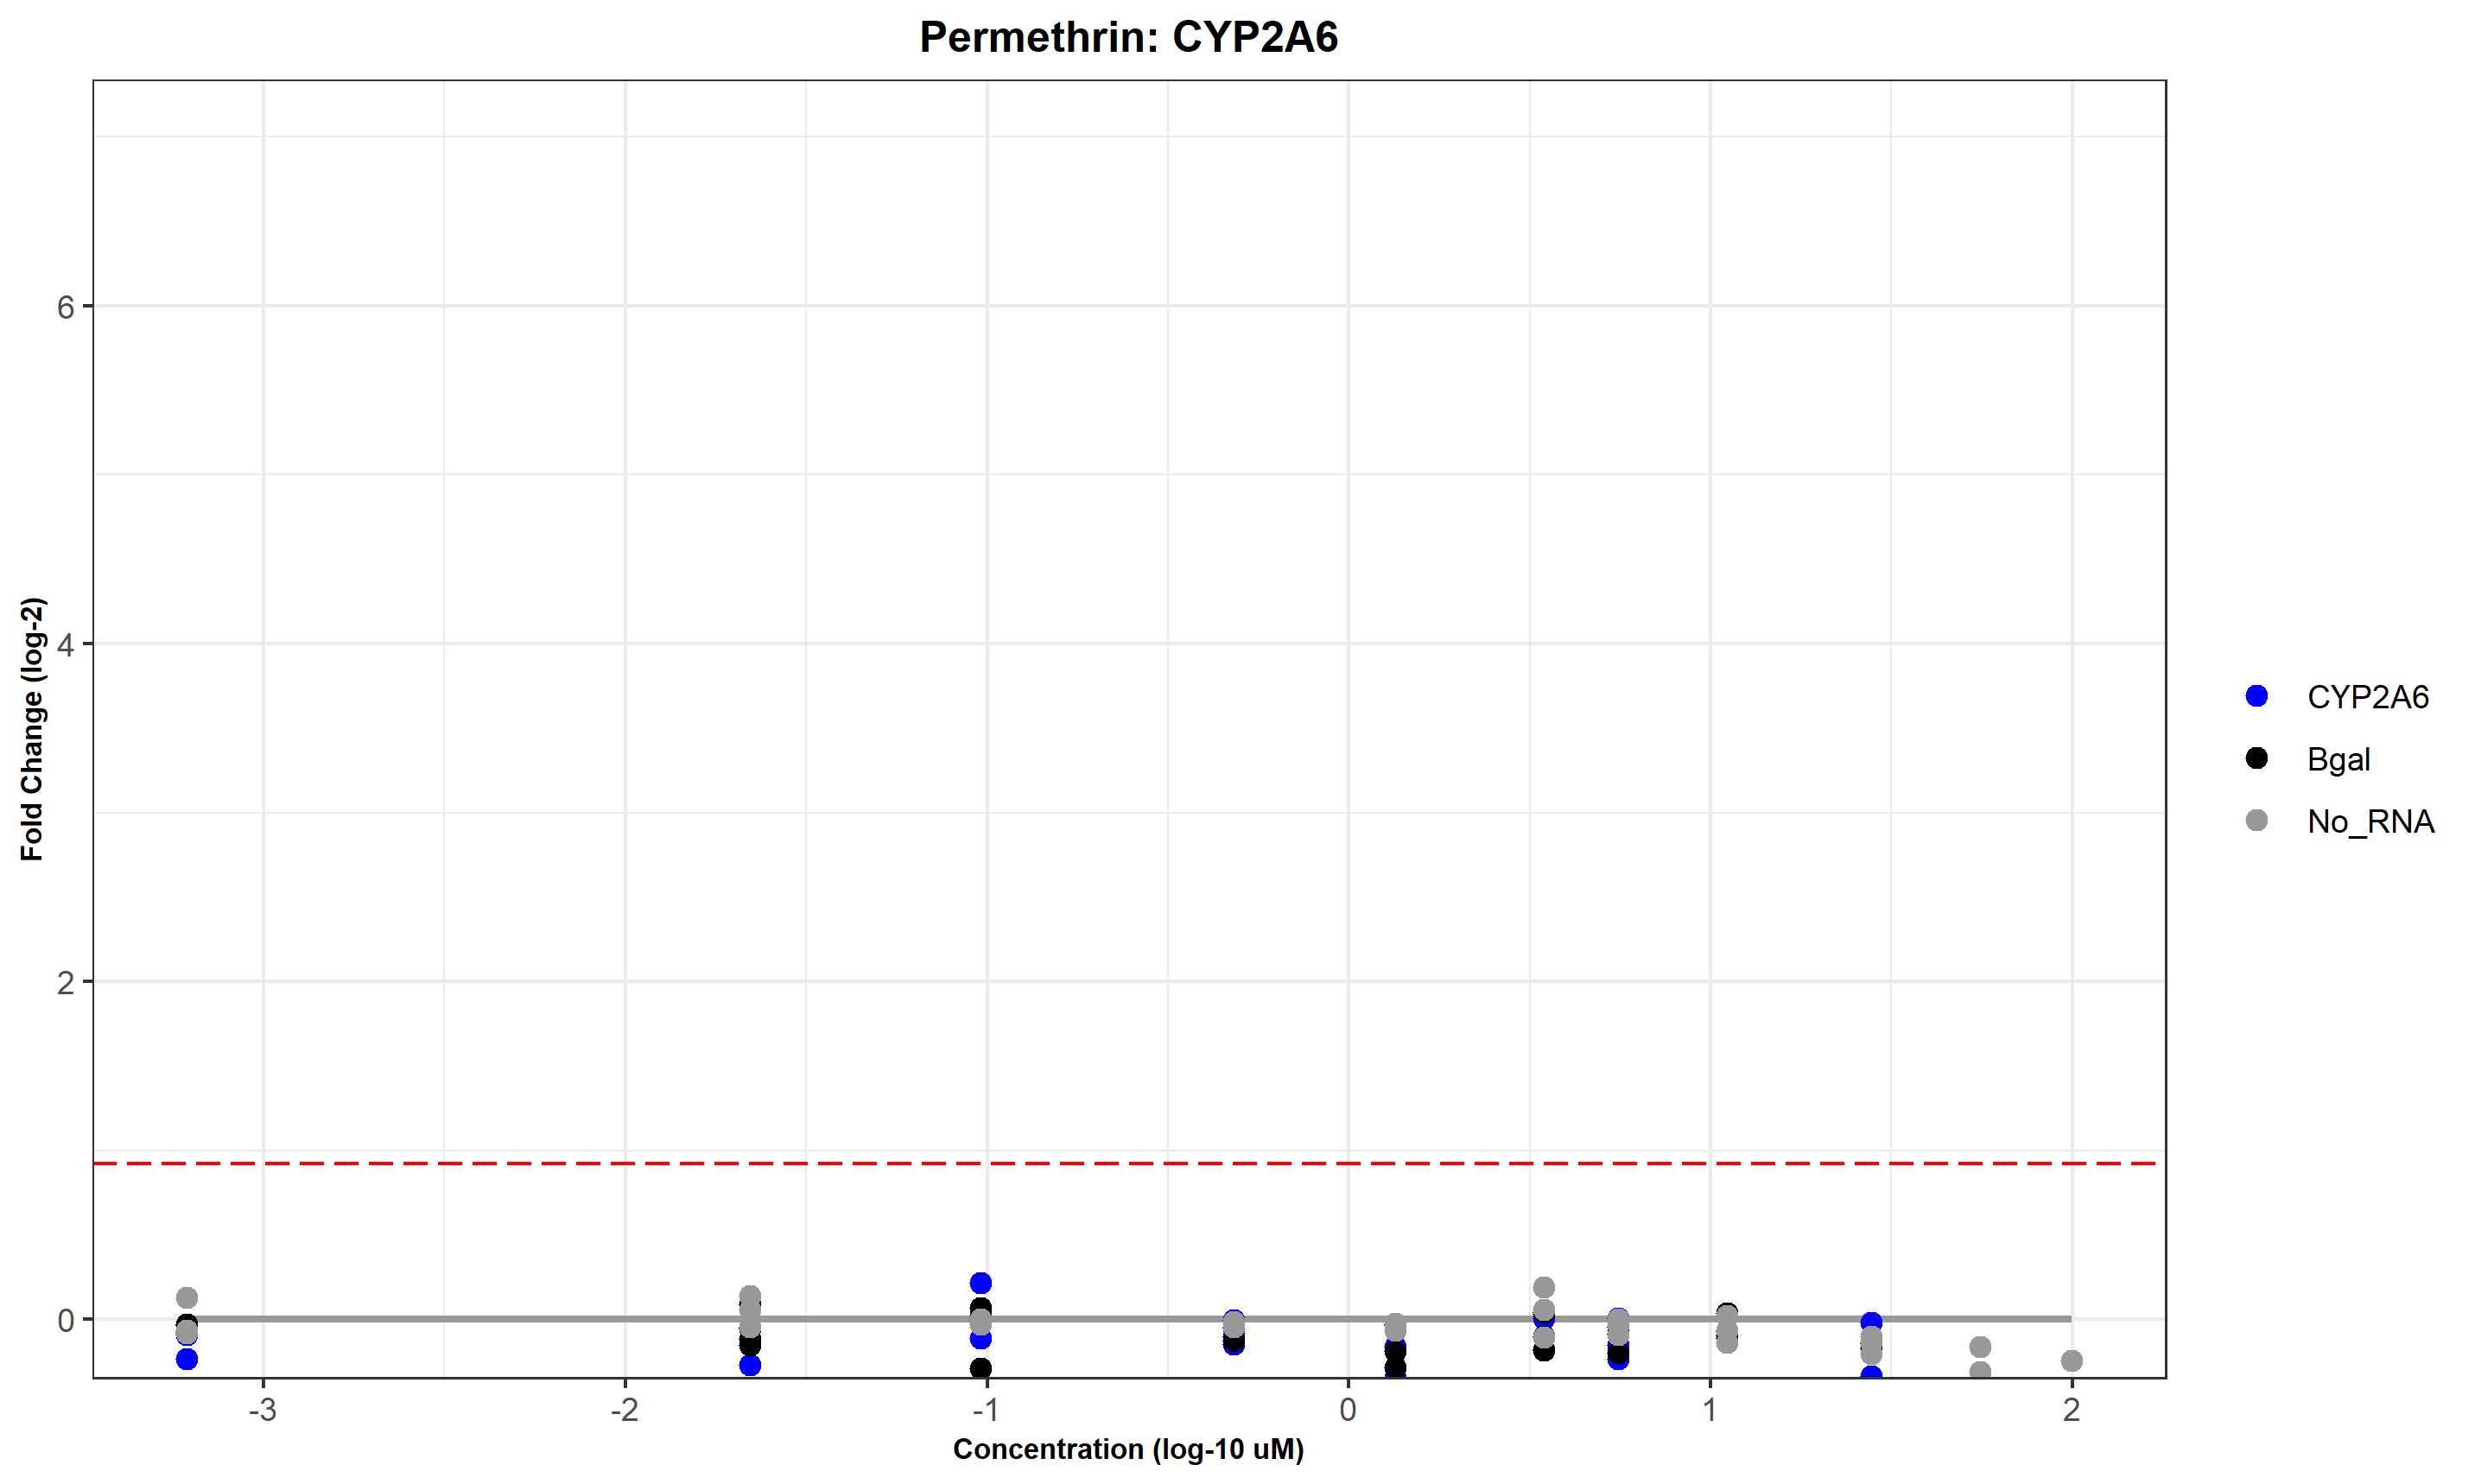 Permethrin: CYP2A6
Fold Change (log-2)
6
4
2
0
-3
-2
-1
0
1
2
Concentration (log-10 uM)
CYP2A6
Bgal
No_RNA